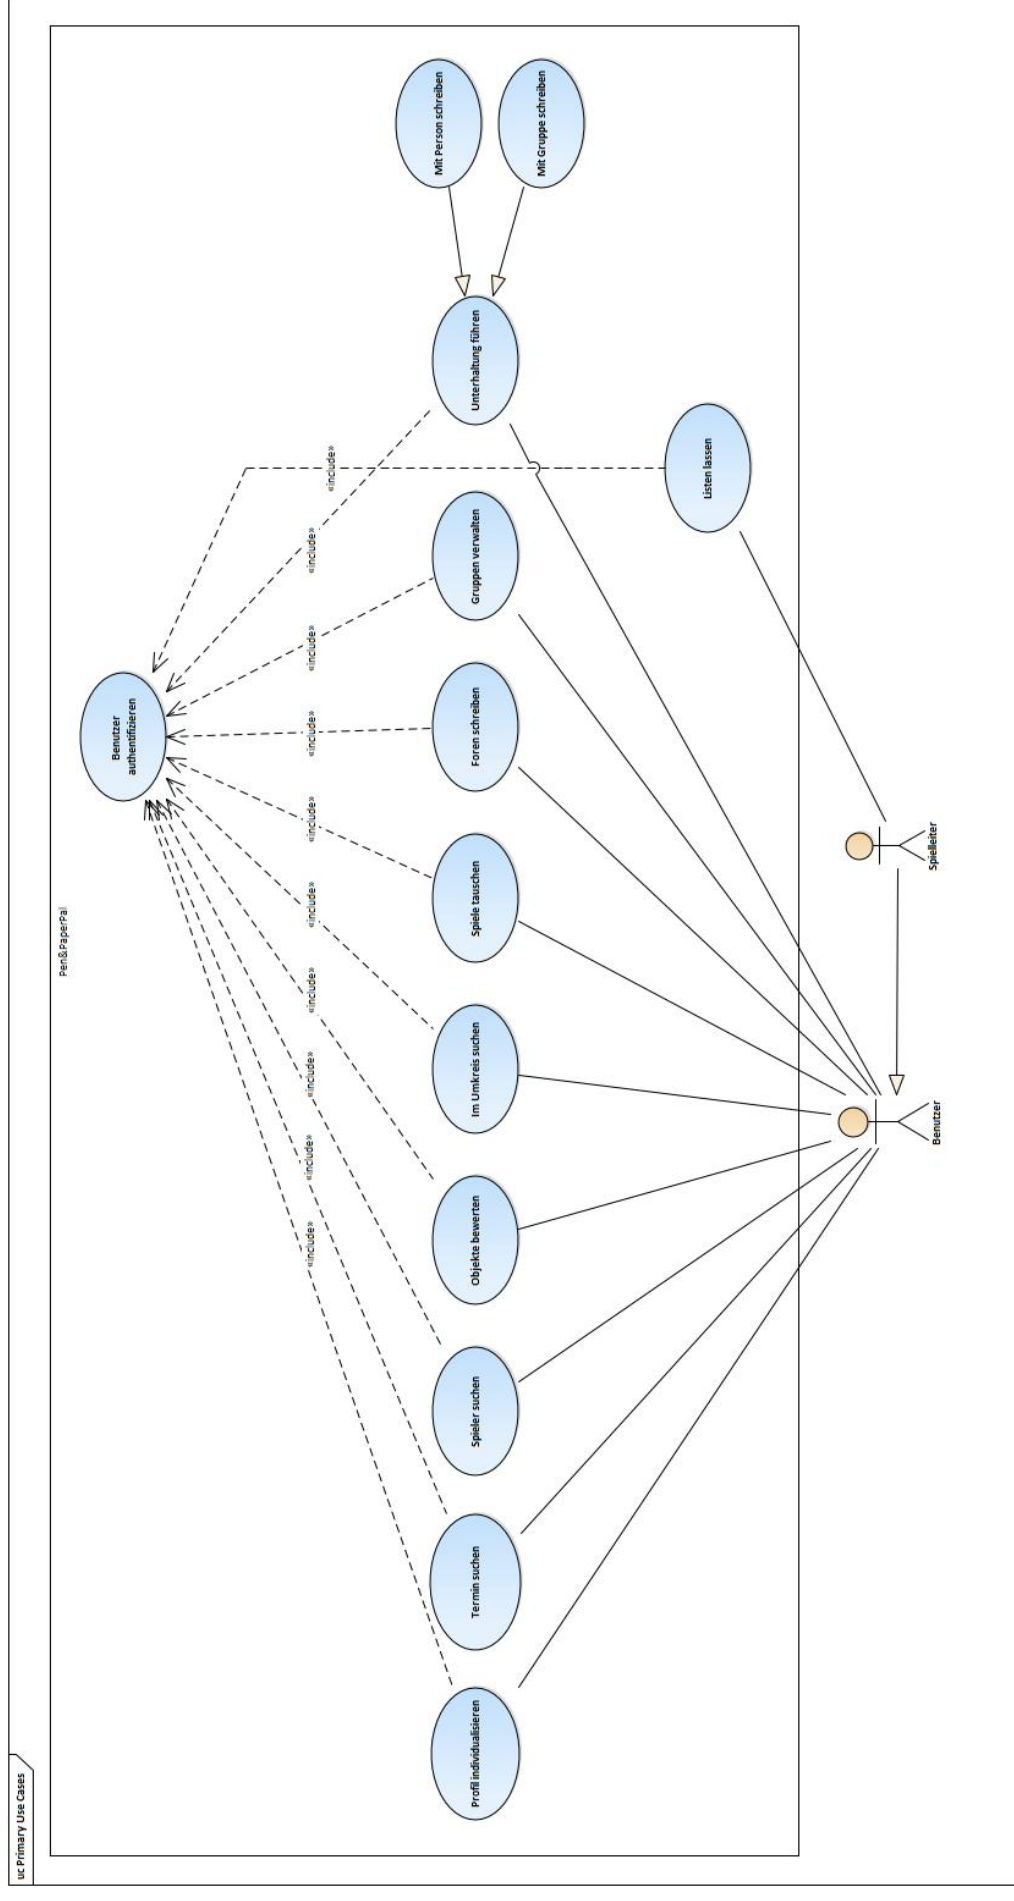 uc Primary Use Cases
Pen&PaperPal
Benutzer
authentifizieren
«include»
«include»
«include»
«include»
«include»
«include»
«include»
«include»
«include»
«include»
Profil individualisieren
Termin suchen
Spieler suchen
Objekte bewerten
Im Umkreis suchen
Spiele tauschen
Foren schreiben
Gruppen verwalten
Unterhaltung führen
Mit Person schreiben
Mit Gruppe schreiben
Listen lassen
Benutzer
Spielleiter